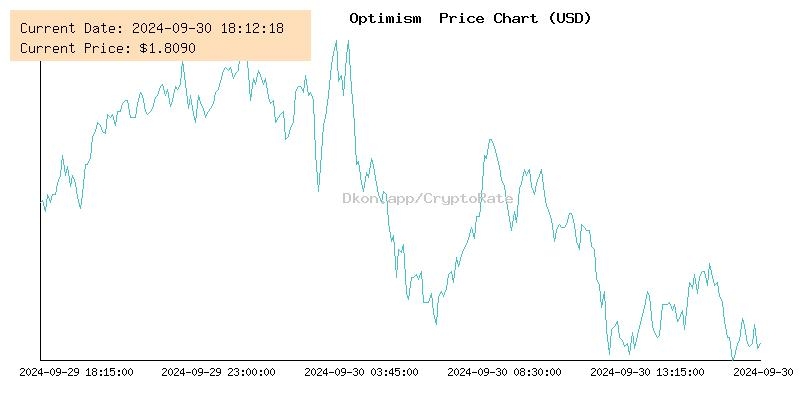 Optimism Price Chart (USD)
Current Date: 2024-09-30 18:12:18
Current Price: $1.8090
Dkon.app/CryptoRate
2024-09-29 18:15:00
2024-09-29 23:00:00
2024-09-30 03:45:00
2024-09-30 08:30:00
2024-09-30 13:15:00
2024-09-30